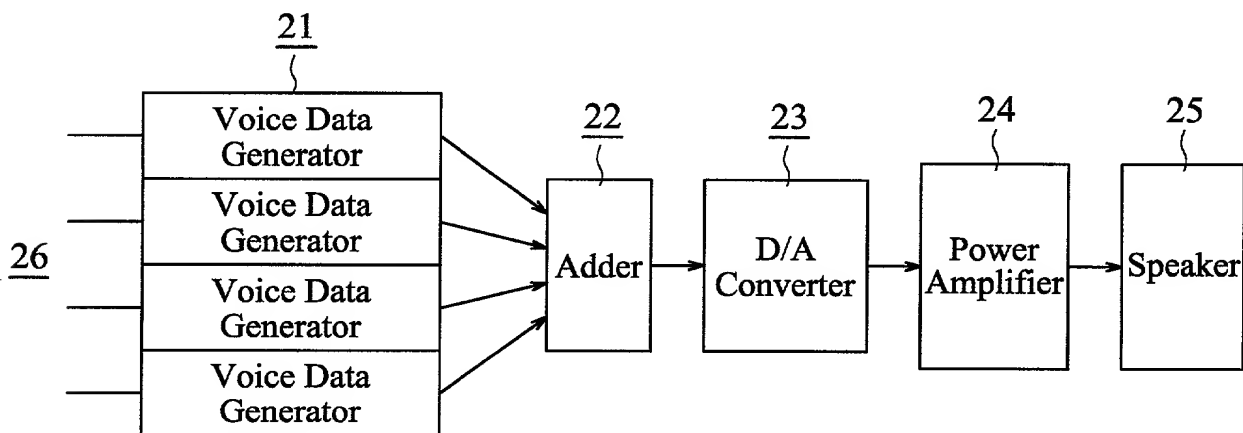 21
Voice Data
Generator
Voice Data
Generator
Voice Data
Generator
Voice Data
Generator
26
22
Adder
23
D/A
Converter
24
Power
Amplifier
25
Speaker